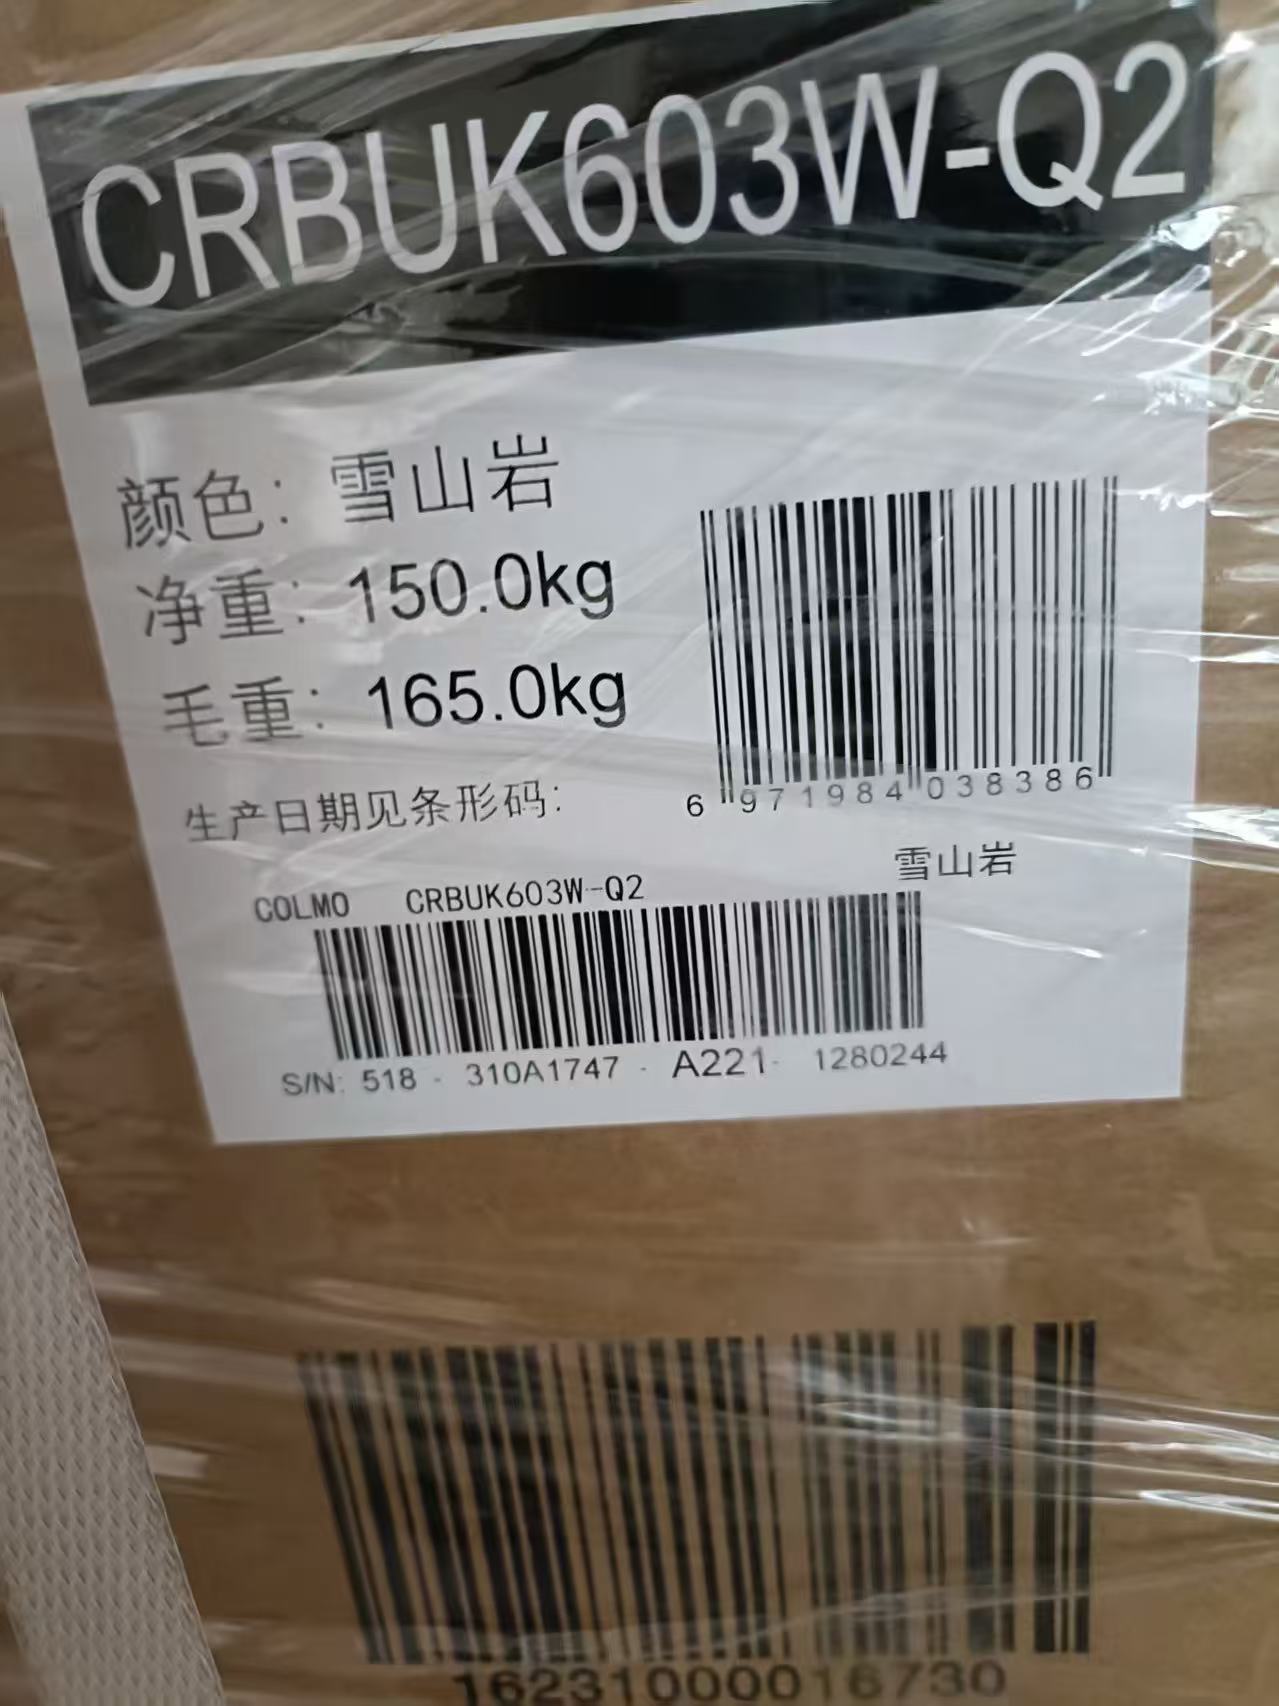 CRBUK603W-Q2
颜色：雪山岩
净重：150.0kg
毛重：165.0kg
生产日期见条形码：
6 971984 038386
雪山岩
COLMO CRBUK603W-Q2
S/N: 518 - 310A1747 - A221- 1280244
16231000016730